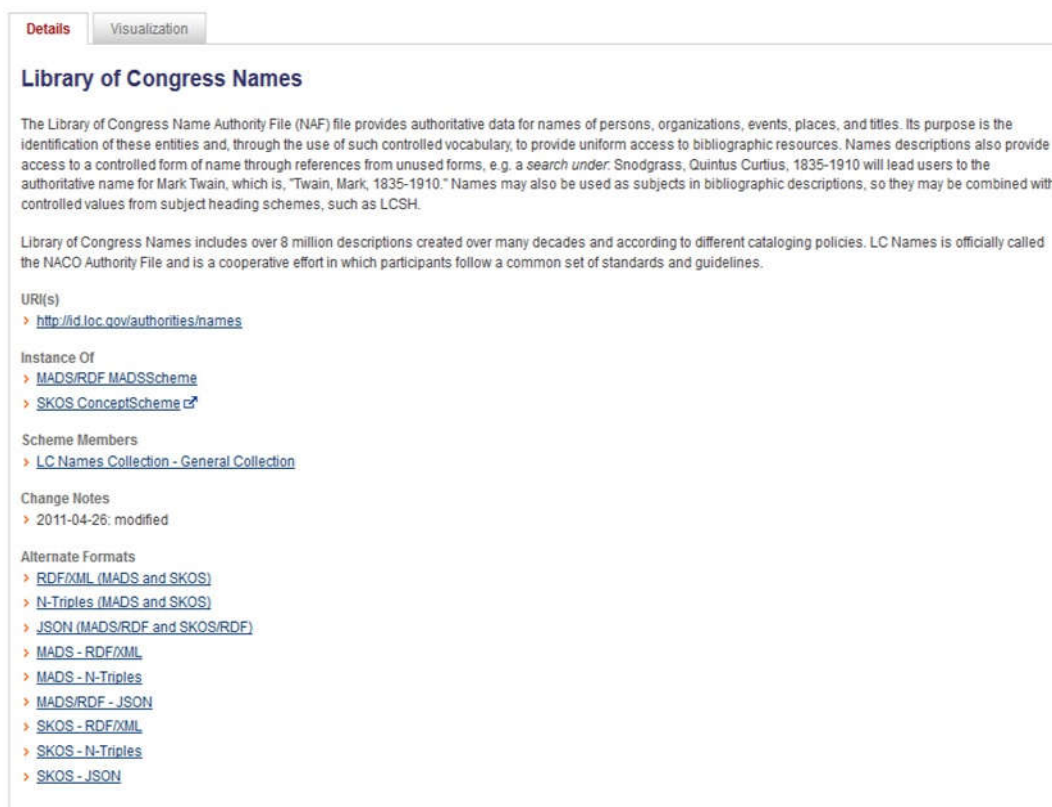 Details
Visualization
Library of Congress Names
The Library of Congress Name Authority File (NAF) file provides authoritative data for names of persons, organizations, events, places, and titles. Its purpose is the
identification of these entities and, through the use of such controlled vocabulary, to provide uniform access to bibliographic resources. Names descriptions also provide
access to a controlled form of name through references from unused forms, e.g. a search under: Snodgrass, Quintus Curtius, 1835-1910 will lead users to the
authoritative name for Mark Twain, which is, "Twain, Mark, 1835-1910." Names may also be used as subjects in bibliographic descriptions, so they may be combined with
controlled values from subject heading schemes, such as LCSH.
Library of Congress Names includes over 8 million descriptions created over many decades and according to different cataloging policies. LC Names is officially called
the NACO Authority File and is a cooperative effort in which participants follow a common set of standards and guidelines.
URI(s)
http://id.loc.gov/authorities/names
Instance Of
MADS/RDF MADSScheme
SKOS ConceptScheme
Scheme Members
LC Names Collection - General Collection
Change Notes
2011-04-26: modified
Alternate Formats
RDF/XML (MADS and SKOS)
N-Triples (MADS and SKOS)
JSON (MADS/RDF and SKOS/RDF)
MADS - RDF/XML
MADS - N-Triples
MADS/RDF - JSON
SKOS - RDF/XML
SKOS - N-Triples
SKOS - JSON